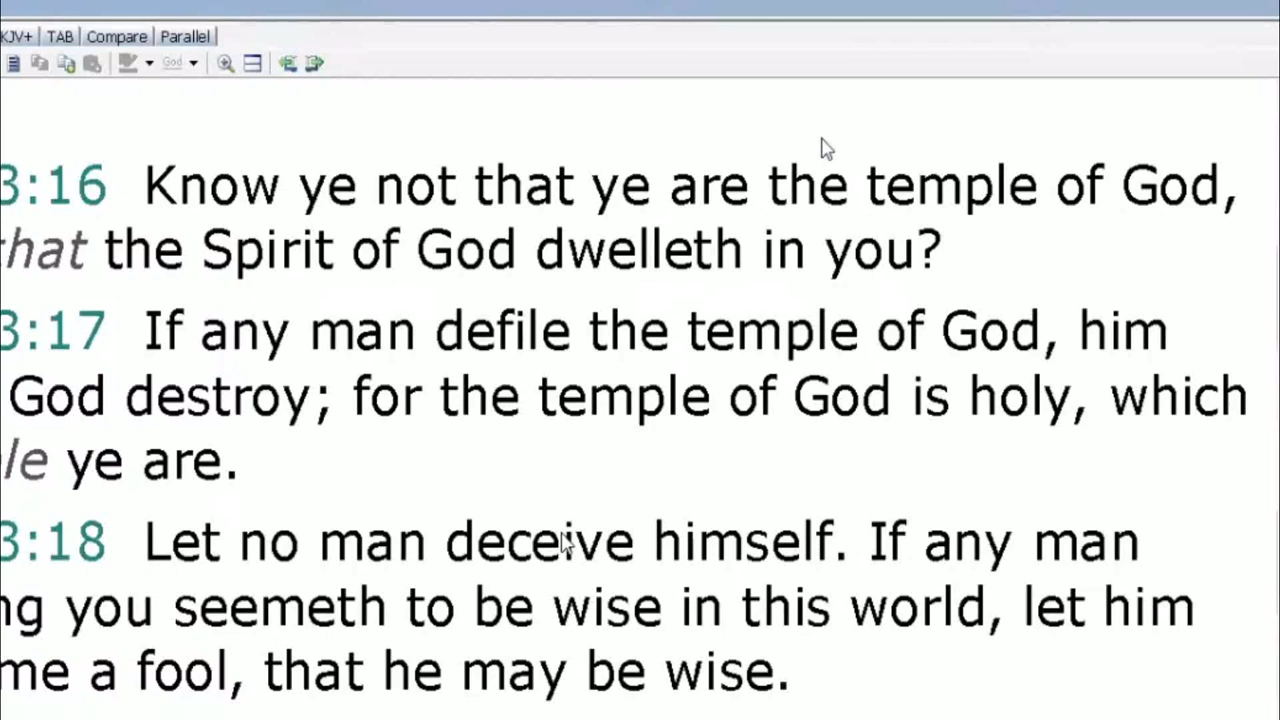 KJV+ TAB Compare Parallel
God
3:16 Know ye not that ye are the temple of God,
that the Spirit of God dwelleth in you?
3:17 If any man defile the temple of God, him
God destroy; for the temple of God is holy, which
le ye are.
3:18 Let no man deceive himself. If any man
ng you seemeth to be wise in this world, let him
me a fool, that he may be wise.